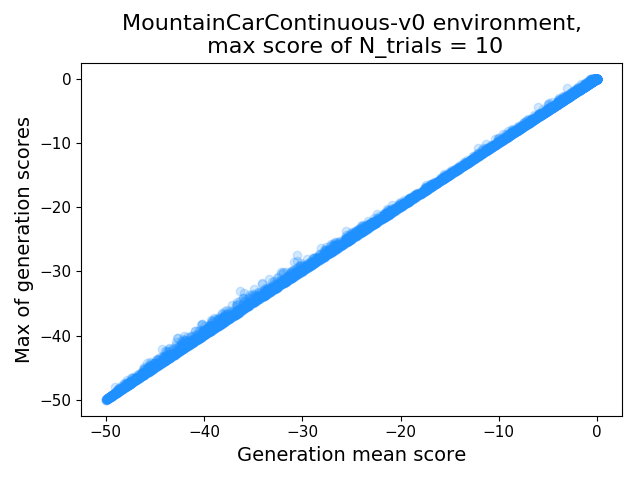 MountainCarContinuous-v0 environment,
max score of N_trials = 10
Max of generation scores
0
−10
−20
−30
−40
−50
−50 −40 −30 −20 −10 0
Generation mean score